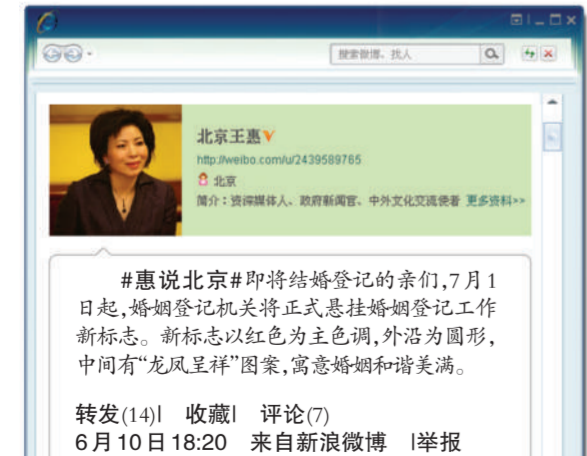 搜索微博、找人
北京王惠
http://weibo.com/u/2439589765
北京
简介：资深媒体人、政府新闻官、中外文化交流使者 更多资料>>
#惠说北京#即将结婚登记的亲们,7月1
日起,婚姻登记机关将正式悬挂婚姻登记工作
新标志。新标志以红色为主色调,外沿为圆形,
中间有“龙凤呈祥”图案,寓意婚姻和谐美满。
转发(14)| 收藏| 评论(7)
6月10日18:20 来自新浪微博 |举报